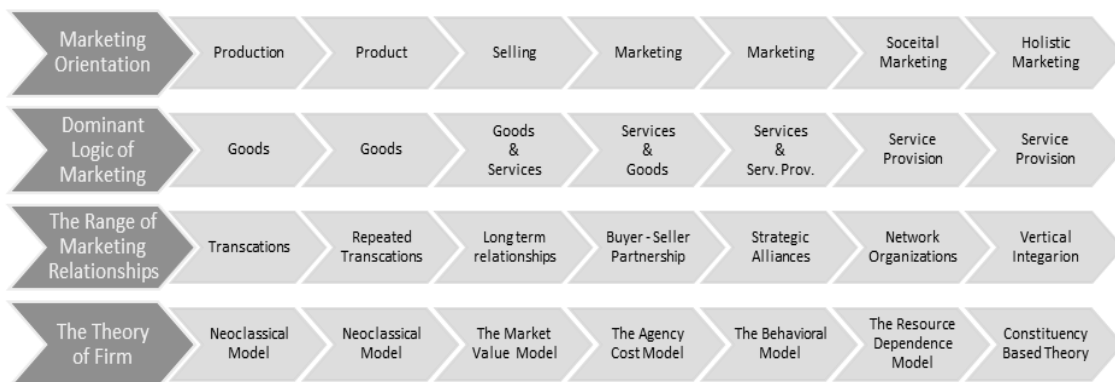 Marketing
Orientation
Production
Product
Selling
Marketing
Marketing
Soceital
Marketing
Holistic
Marketing
Dominant
Logic of
Marketing
Goods
Goods
Goods
&
Services
Services
&
Goods
Services
&
Serv. Prov.
Service
Provision
Service
Provision
The Range of
Marketing
Relationships
Transcations
Repeated
Transcations
Long term
relationships
Buyer - Seller
Partnership
Strategic
Alliances
Network
Organizations
Vertical
Integarion
The Theory
of Firm
Neoclassical
Model
Neoclassical
Model
The Market
Value Model
The Agency
Cost Model
The Behavioral
Model
The Resource
Dependence
Model
Constituency
Based Theory